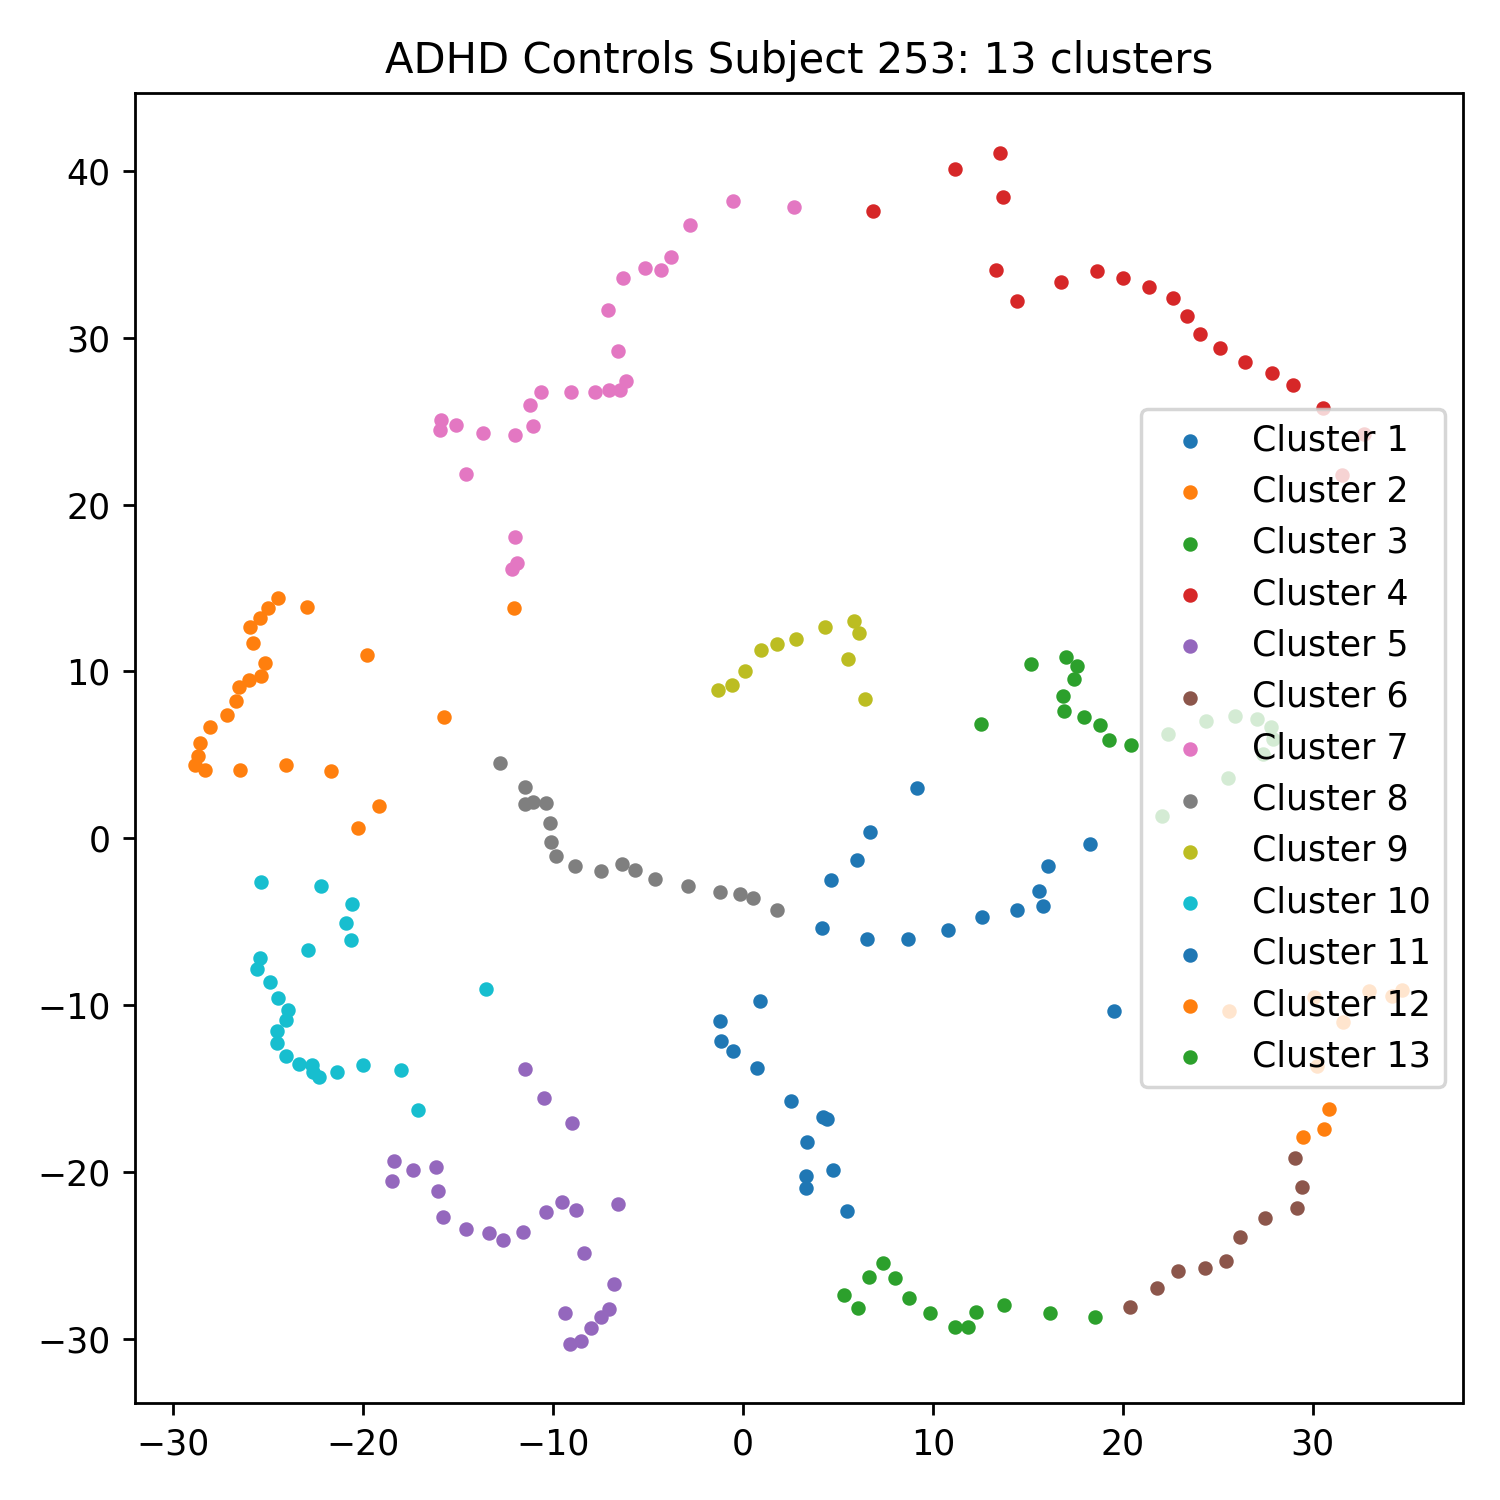 ADHD Controls Subject 253: 13 clusters
40
30
20
10
0
−10
−20
−30
−30
−20
−10
0
10
20
30
Cluster 1
Cluster 2
Cluster 3
Cluster 4
Cluster 5
Cluster 6
Cluster 7
Cluster 8
Cluster 9
Cluster 10
Cluster 11
Cluster 12
Cluster 13